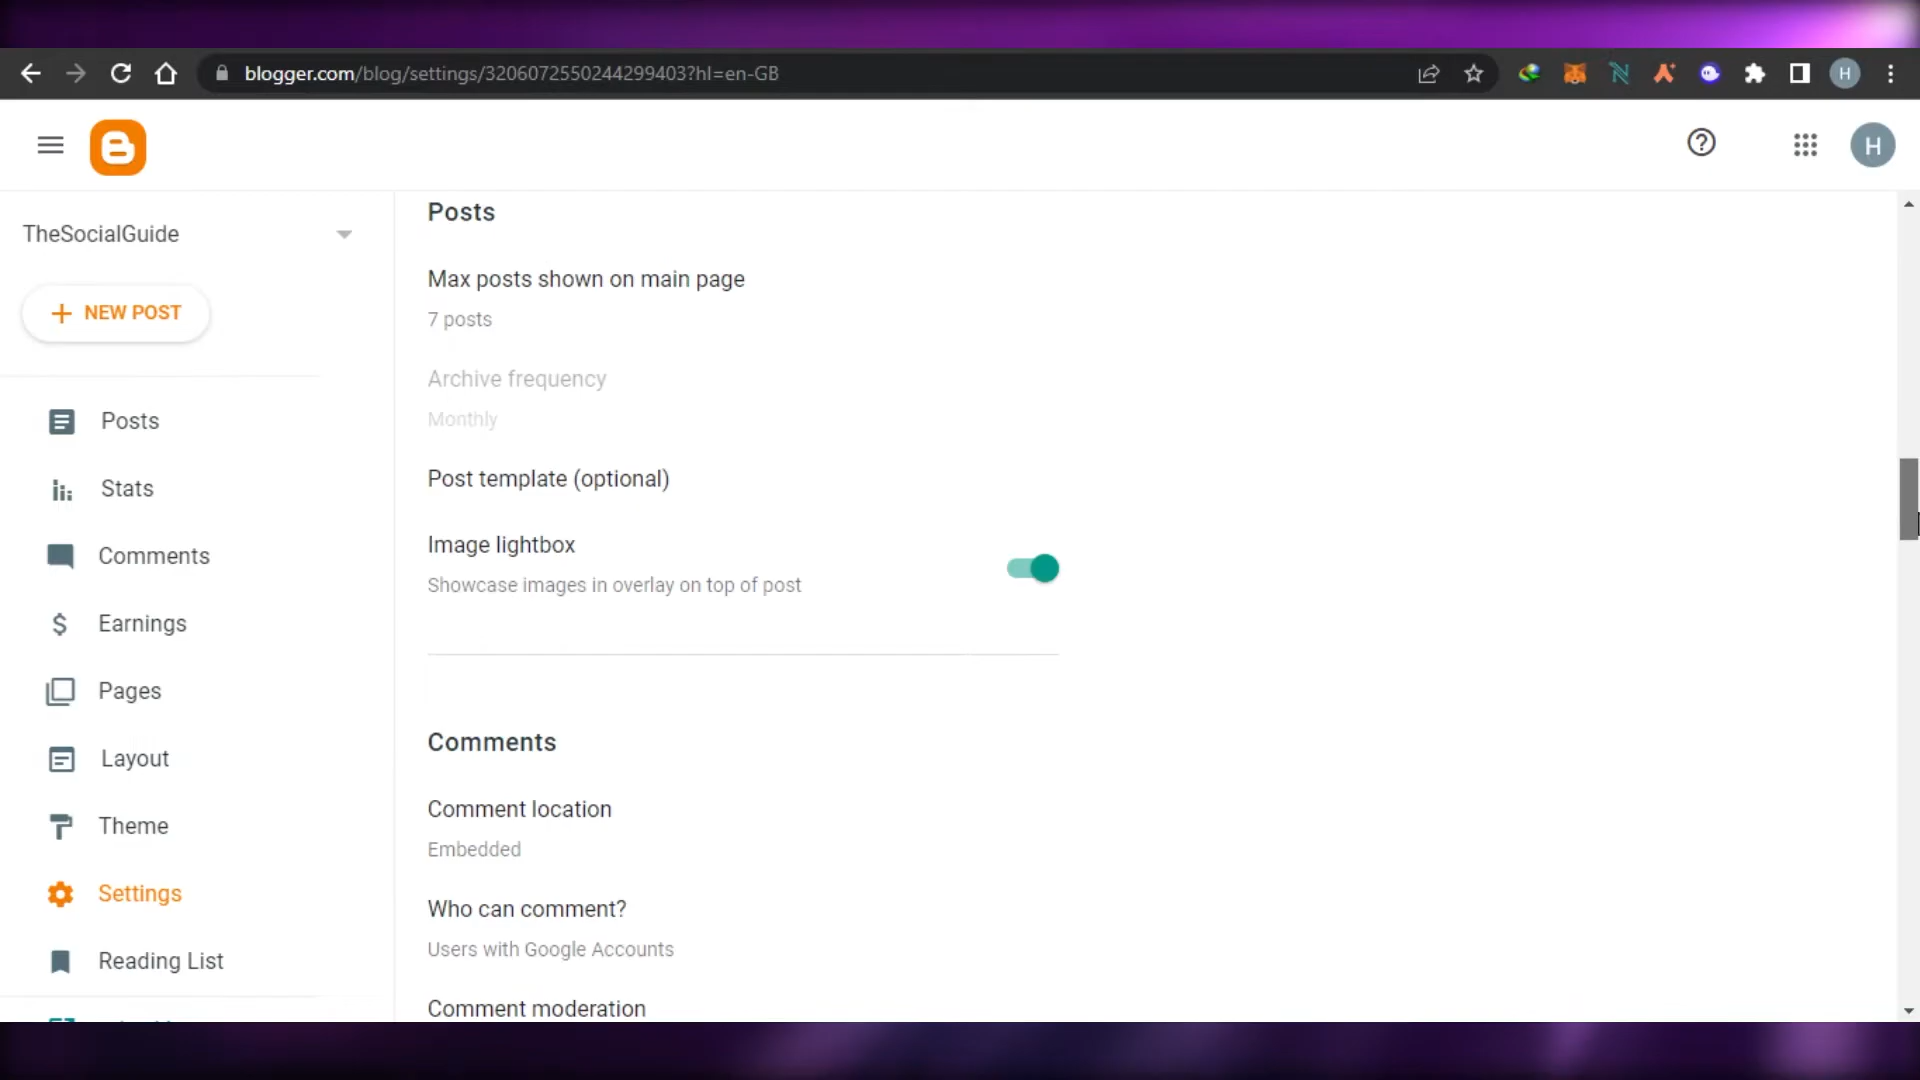 blogger.com/blog/settings/3206072550244299403?hl=en-GB
H
H
TheSocialGuide
NEW POST
Posts
Stats
Comments
Earnings
Pages
Layout
Theme
Settings
Reading List
Posts
Max posts shown on main page
7 posts
Archive frequency
Monthly
Post template (optional)
Image lightbox
Showcase images in overlay on top of post
Comments
Comment location
Embedded
Who can comment?
Users with Google Accounts
Comment moderation